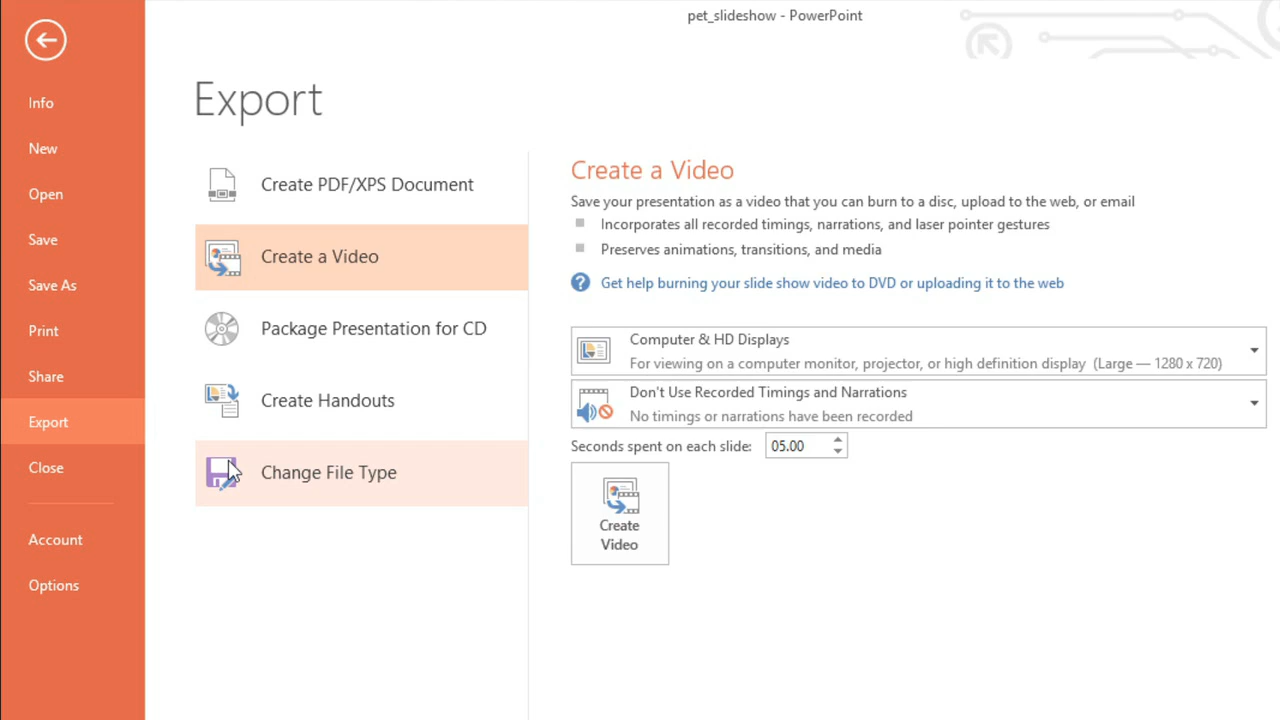 pet_slideshow - PowerPoint
Info
New
Open
Save
Save As
Print
Share
Export
Close
Account
Options
Export
Create PDF/XPS Document
Create a Video
Package Presentation for CD
Create Handouts
Change File Type
Create a Video
Save your presentation as a video that you can burn to a disc, upload to the web, or email
Incorporates all recorded timings, narrations, and laser pointer gestures
Preserves animations, transitions, and media
Get help burning your slide show video to DVD or uploading it to the web
Computer & HD Displays
For viewing on a computer monitor, projector, or high definition display (Large — 1280 x 720)
Don't Use Recorded Timings and Narrations
No timings or narrations have been recorded
Seconds spent on each slide: 05.00
Create
Video